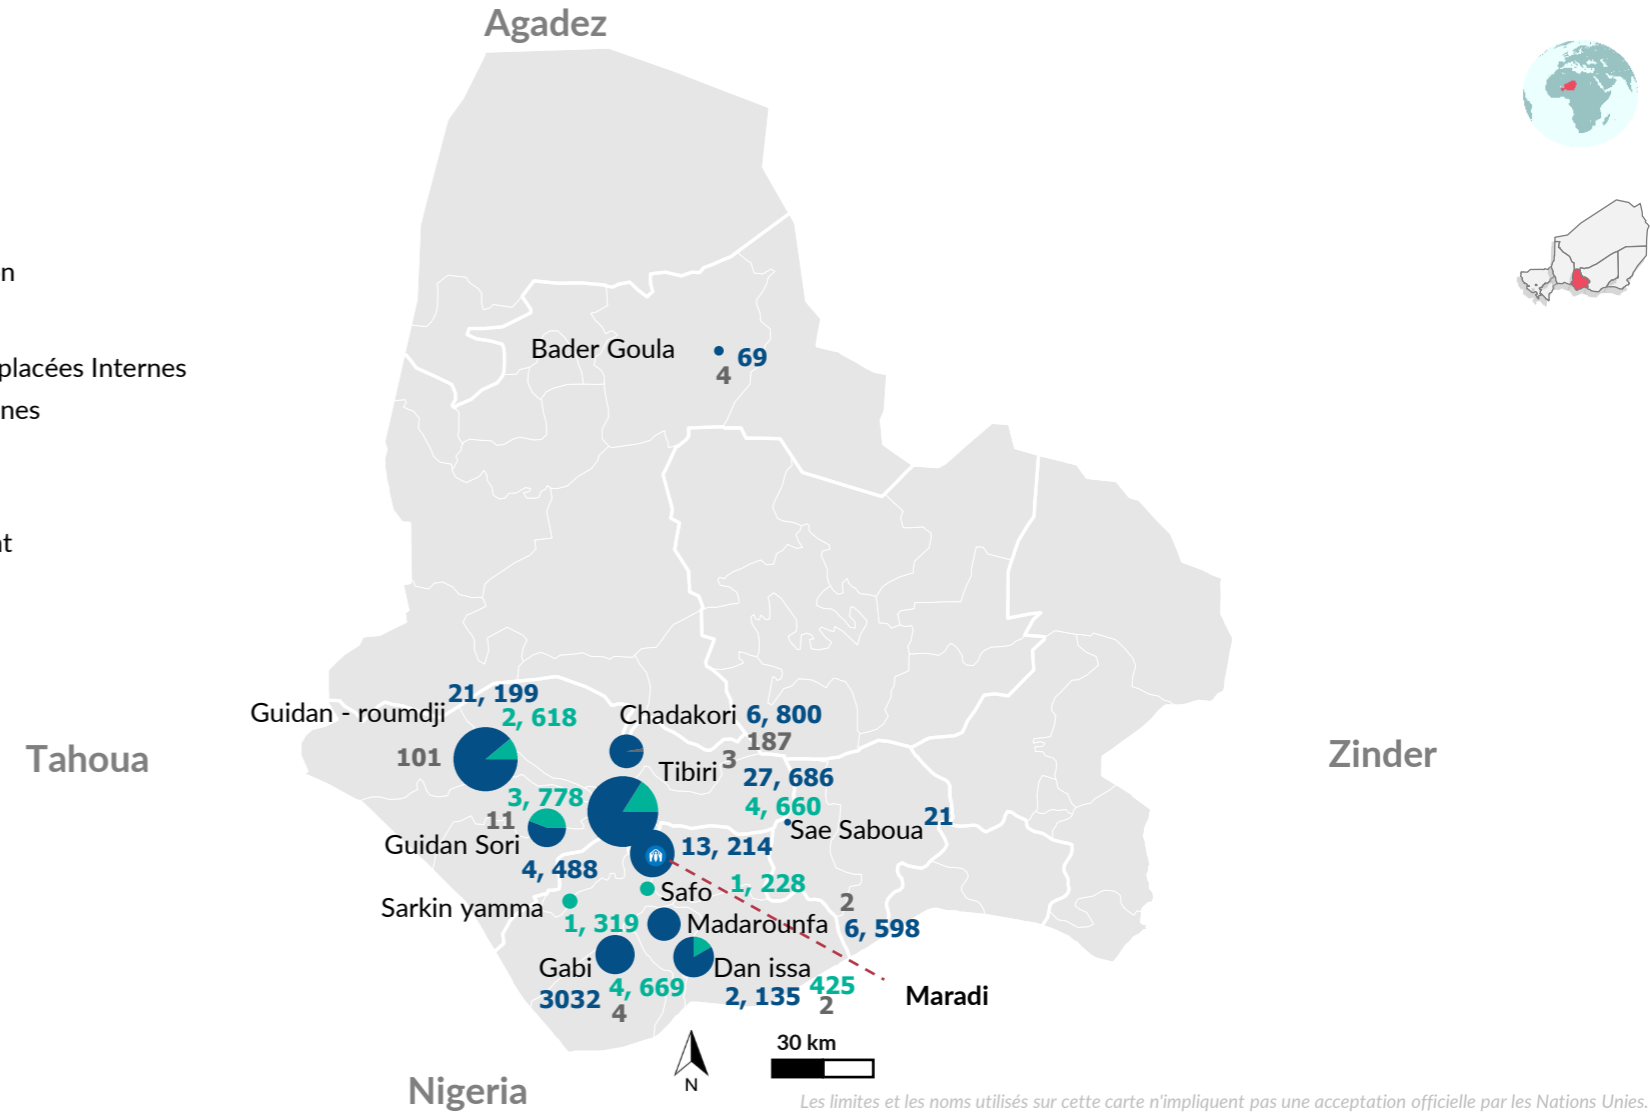 Agadez
n
placées Internes
nes
t
Bader Goula
69
4
21, 199
Guidan - roumdji
2, 618
101
Chadakori
6, 800
187
3
Tibiri
27, 686
4, 660
Tahoua
Zinder
3, 778
11
Guidan Sori
4, 488
Sae Saboua
21
13, 214
Safo
1, 228
Sarkin yamma
1, 319
2
Madarounfa
6, 598
Gabi
4, 669
3032
4
Dan issa
2, 135
425
2
Maradi
N
30 km
Nigeria
Les limites et les noms utilisés sur cette carte n'impliquent pas une acceptation officielle par les Nations Unies.